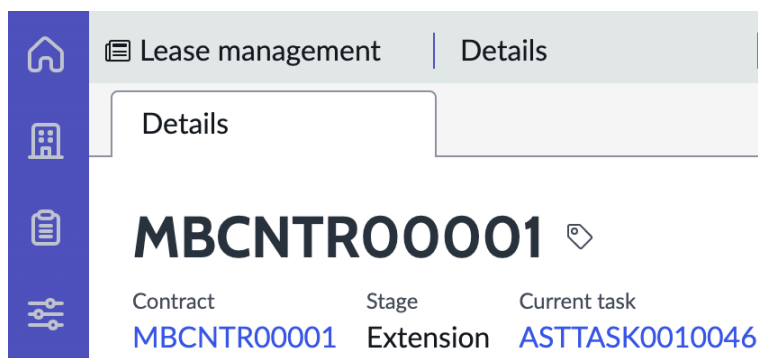 Lease management Details
Details
MBCNTR00001
Contract Stage Current task
MBCNTR00001 Extension ASTTASK0010046